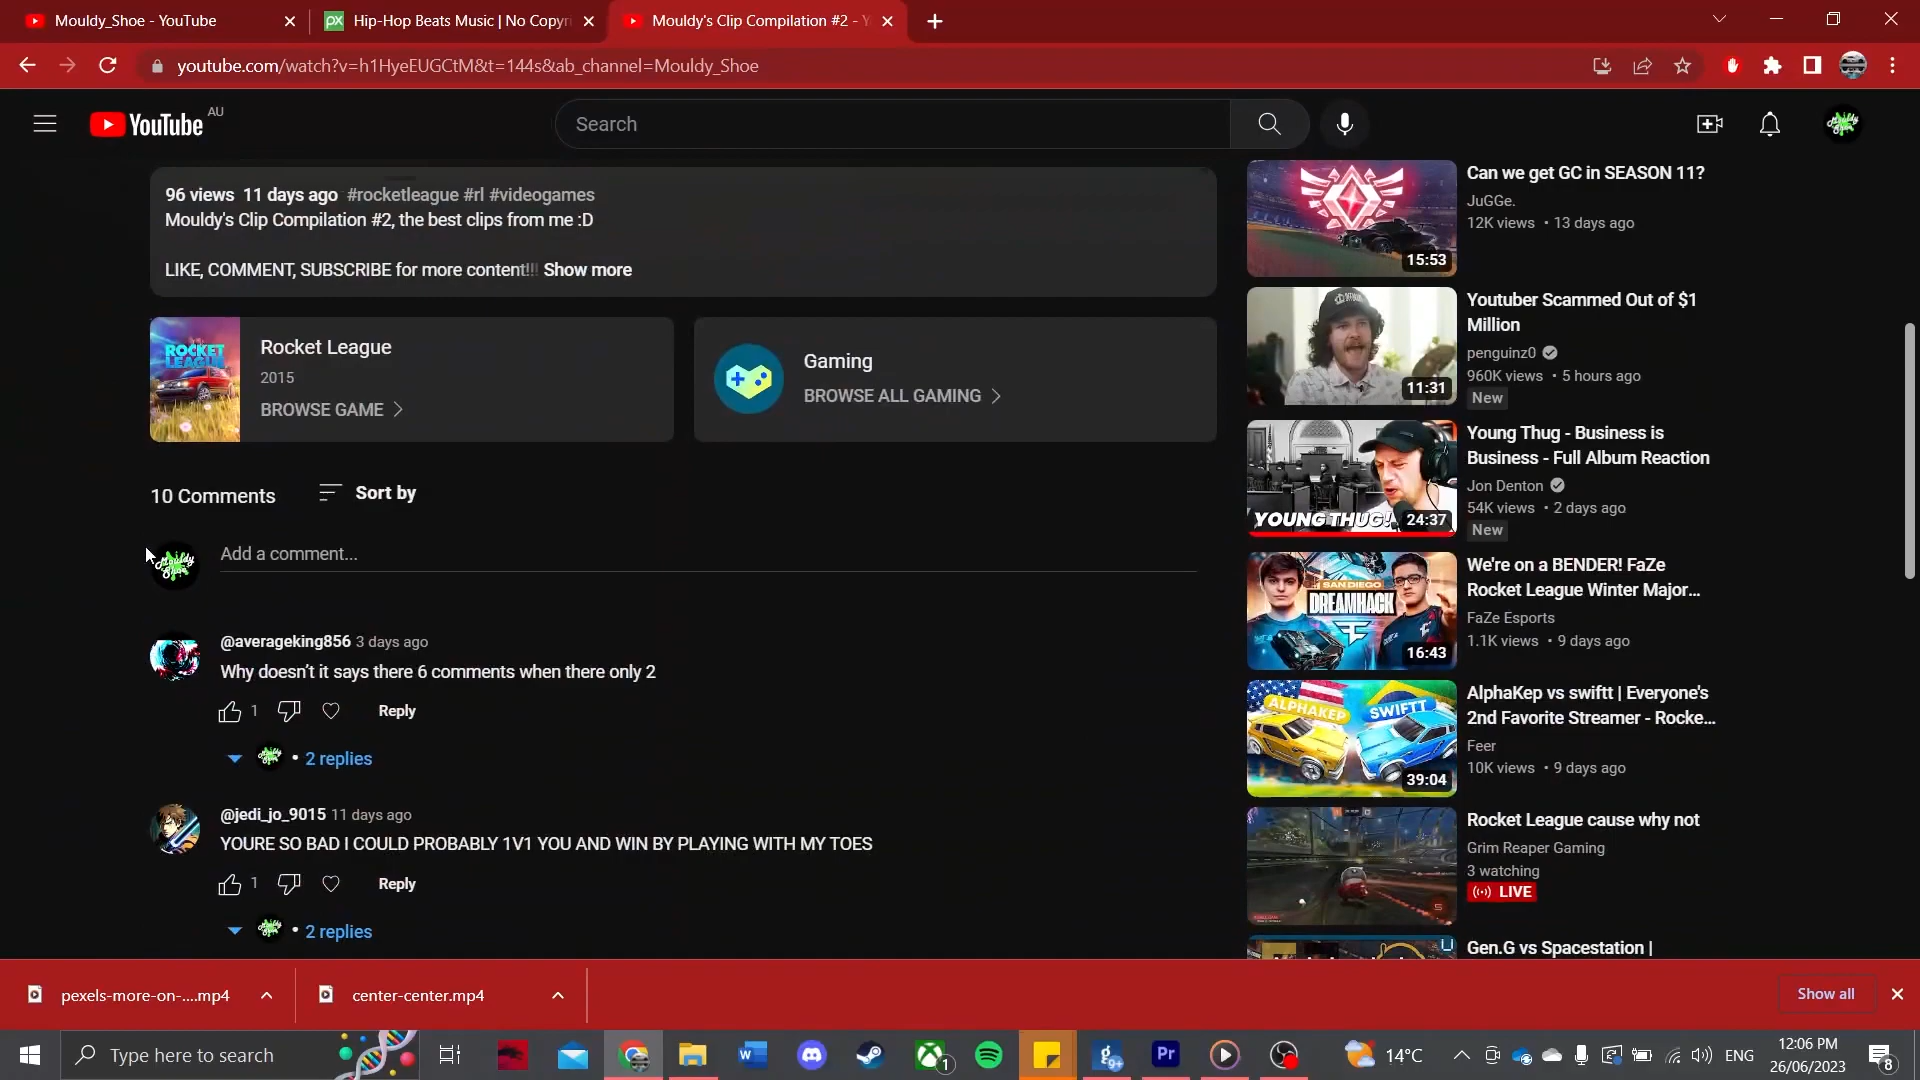 Mouldy_Shoe - YouTube
Hip-Hop Beats Music | No Copyri
Mouldy's Clip Compilation #2 - Y
youtube.com/watch?v=h1HyeEUGCtM&t=144s&ab_channel=Mouldy_Shoe
YouTube AU
Search
96 views 11 days ago #rocketleague #rl #videogames
Mouldy's Clip Compilation #2, the best clips from me :D
LIKE, COMMENT, SUBSCRIBE for more content!!! Show more
ROCKET LEAGUE
Rocket League
2015
BROWSE GAME
Gaming
BROWSE ALL GAMING
10 Comments
Sort by
Add a comment...
@averageking856 3 days ago
Why doesn't it says there 6 comments when there only 2
1 Reply
• 2 replies
@jedi_jo_9015 11 days ago
YOURE SO BAD I COULD PROBABLY 1V1 YOU AND WIN BY PLAYING WITH MY TOES
1 Reply
• 2 replies
15:53
Can we get GC in SEASON 11?
JuGGe.
12K views • 13 days ago
11:31
Youtuber Scammed Out of $1
Million
penguinz0
960K views • 5 hours ago
New
YOUNG THUG!
24:37
Young Thug - Business is
Business - Full Album Reaction
Jon Denton
54K views • 2 days ago
New
SAN DIEGO
DREAMHACK
16:43
We're on a BENDER! FaZe
Rocket League Winter Major...
FaZe Esports
1.1K views • 9 days ago
ALPHAKEP
SWIFTT
39:04
AlphaKep vs swiftt | Everyone's
2nd Favorite Streamer - Rocke...
Feer
10K views • 9 days ago
Rocket League cause why not
Grim Reaper Gaming
3 watching
LIVE
Gen.G vs Spacestation |
pexels-more-on-....mp4
center-center.mp4
Show all
Type here to search
14°C
ENG
12:06 PM
26/06/2023
8